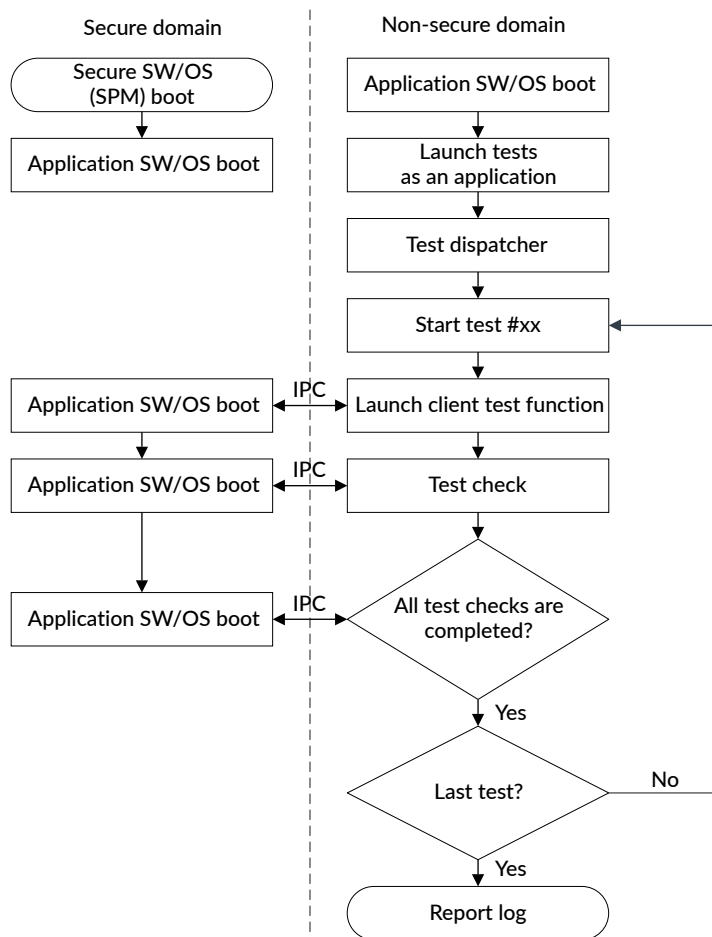 Secure domain
Non-secure domain
Secure SW/OS
(SPM) boot
Application SW/OS boot
Application SW/OS boot
Launch tests
as an application
Test dispatcher
Start test #xx
Application SW/OS boot
IPC
Launch client test function
Application SW/OS boot
IPC
Test check
Application SW/OS boot
IPC
All test checks are
completed?
Yes
Last test?
No
Yes
Report log